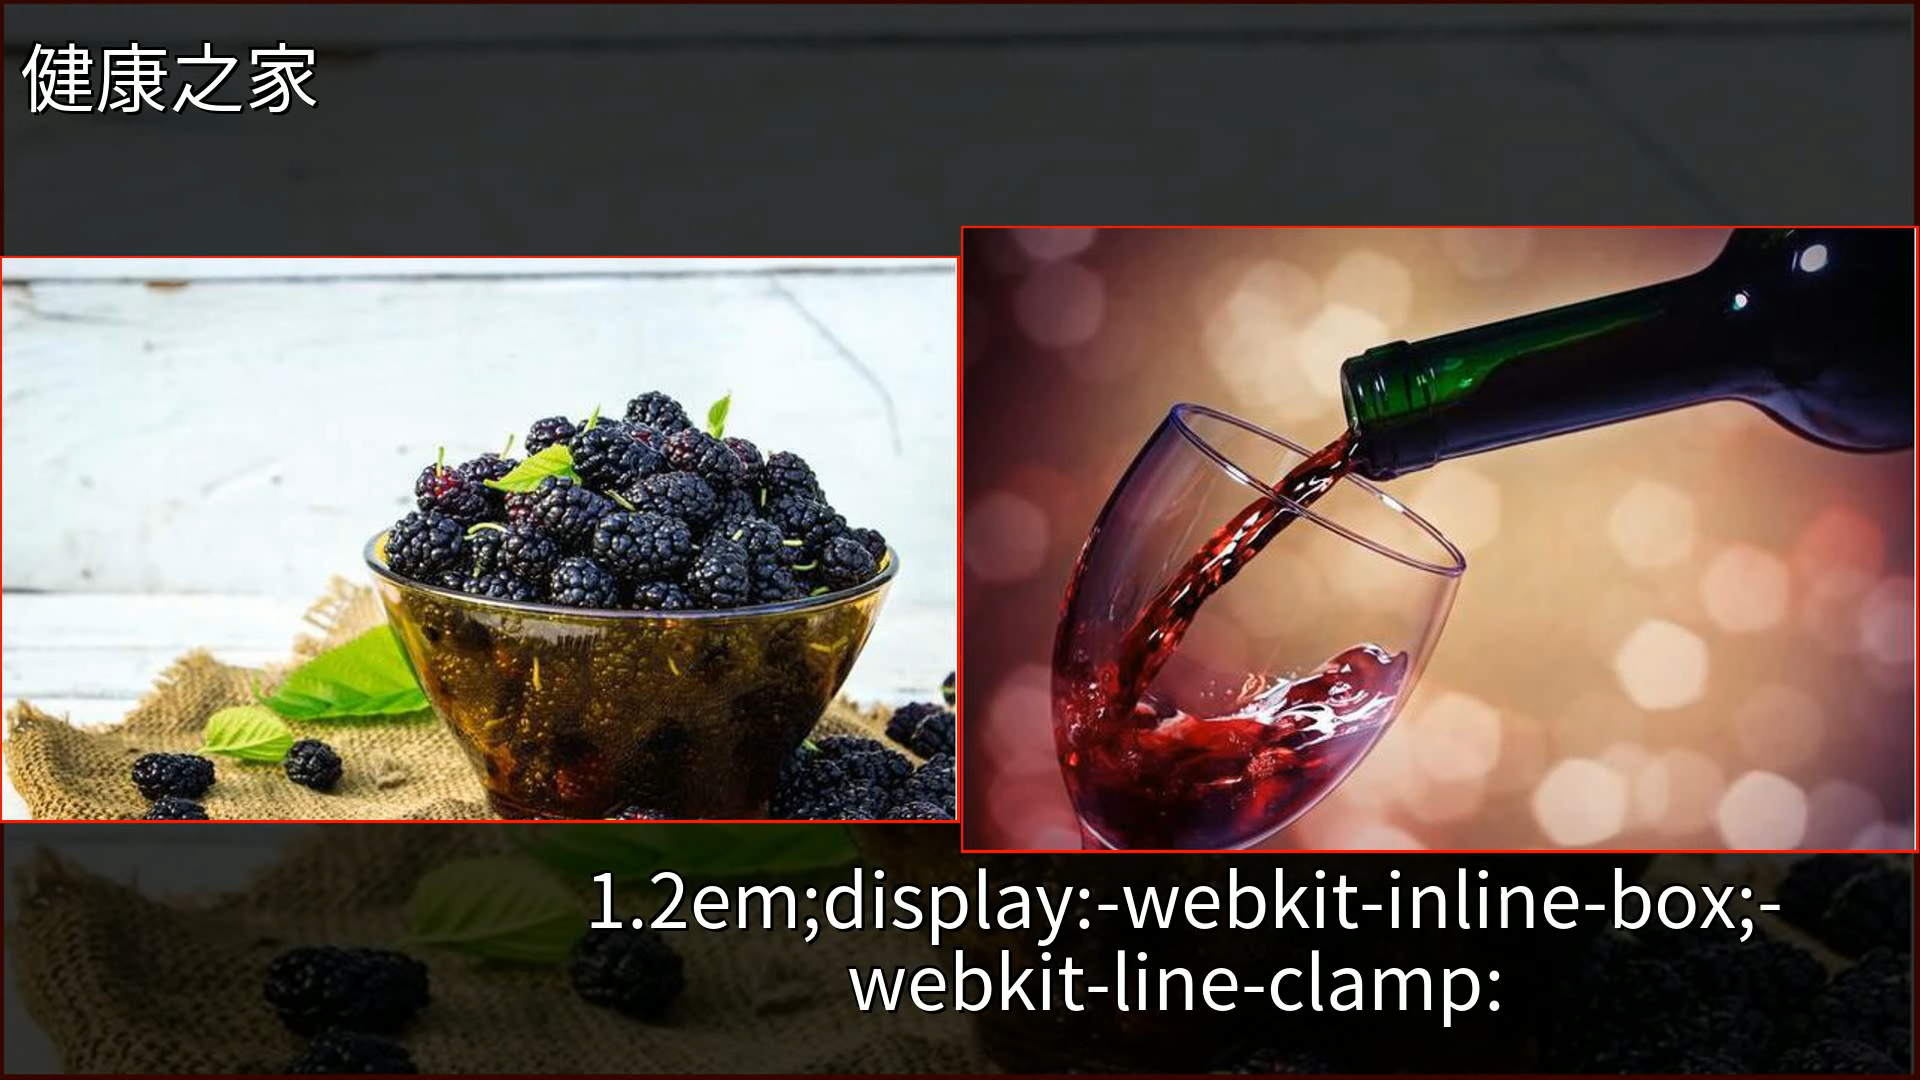 健康之家
1.2em;display:-webkit-inline-box;-
webkit-line-clamp: